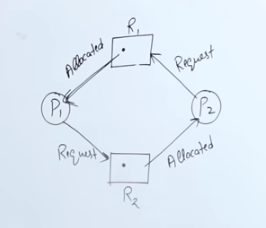 R1
Allocated
Request
P1
P2
Request
Allocated
R2